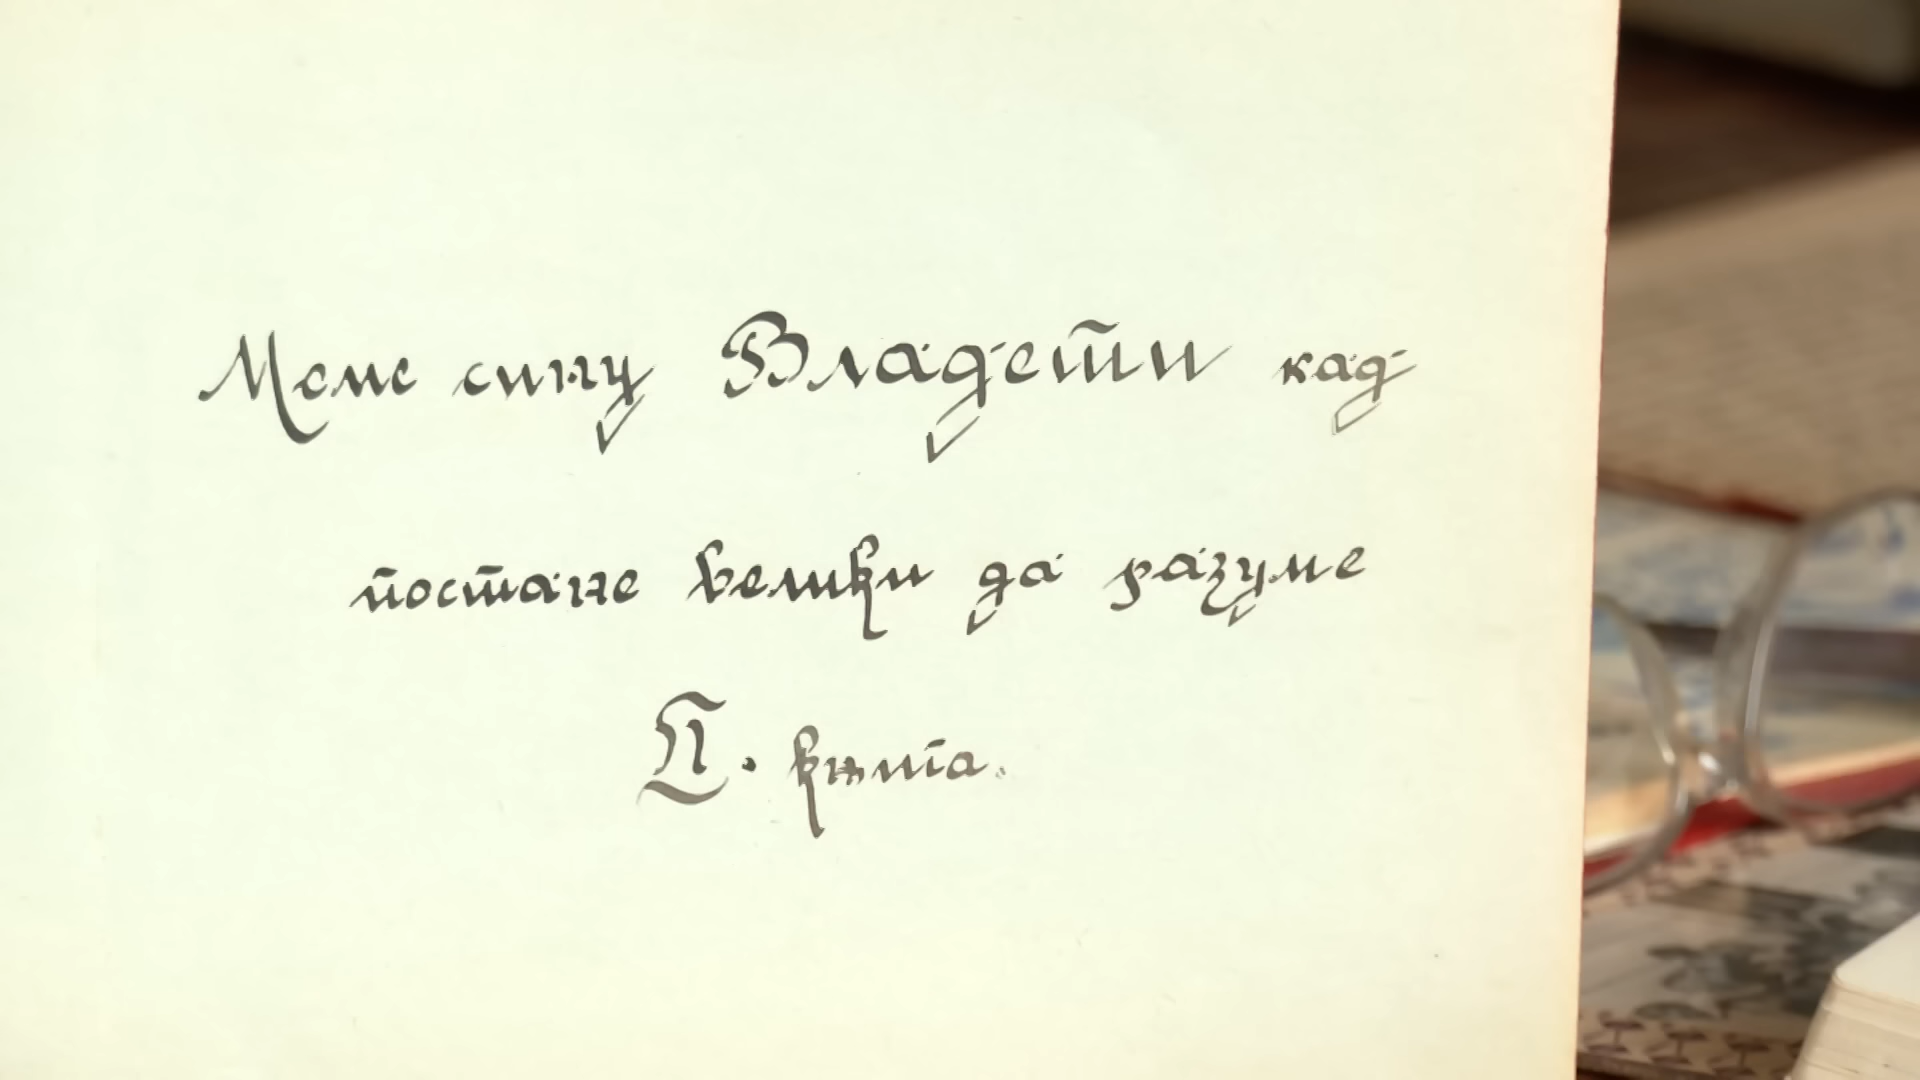 Моме сину Владети кад
постане велики да разуме
П. књига.